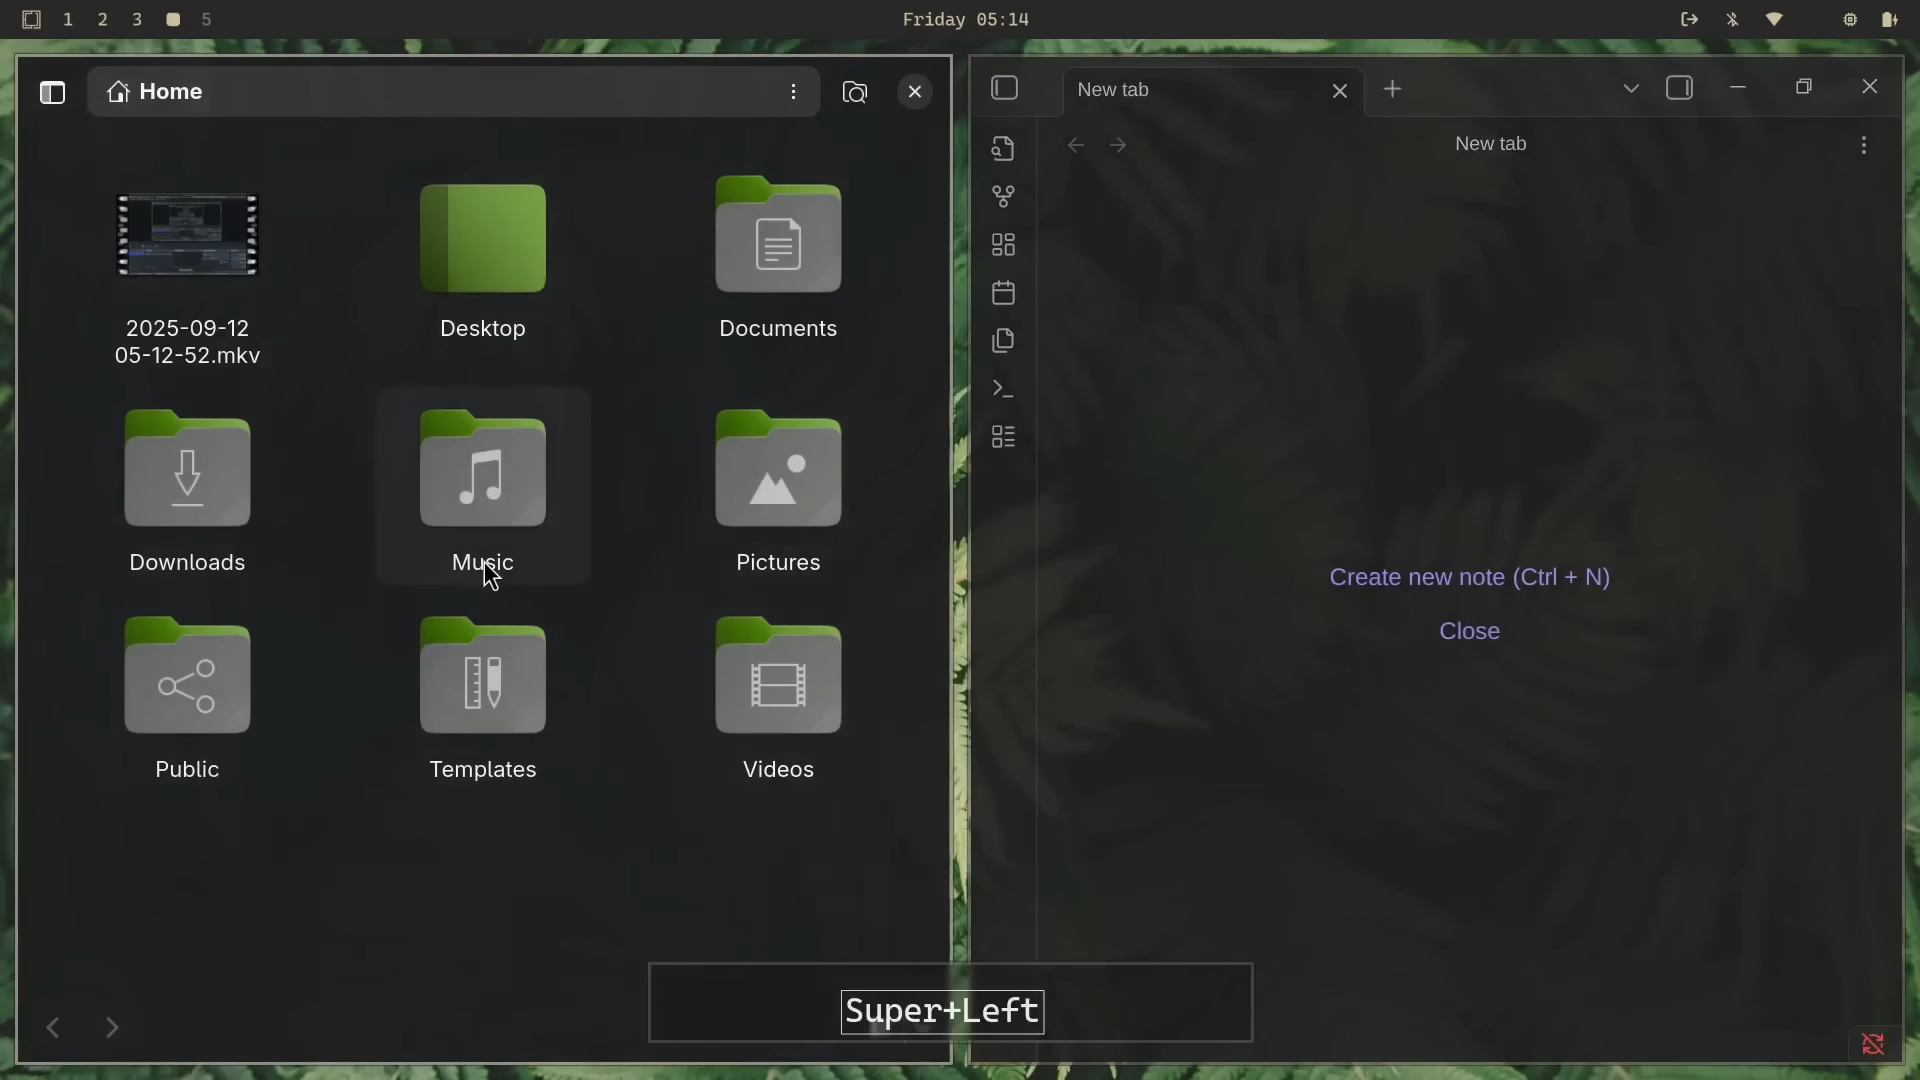 1 2 3 5
Friday 05:14
Home
2025-09-12
05-12-52.mkv
Desktop
Documents
Downloads
Music
Pictures
Public
Templates
Videos
New tab
New tab
Create new note (Ctrl + N)
Close
Super+Left